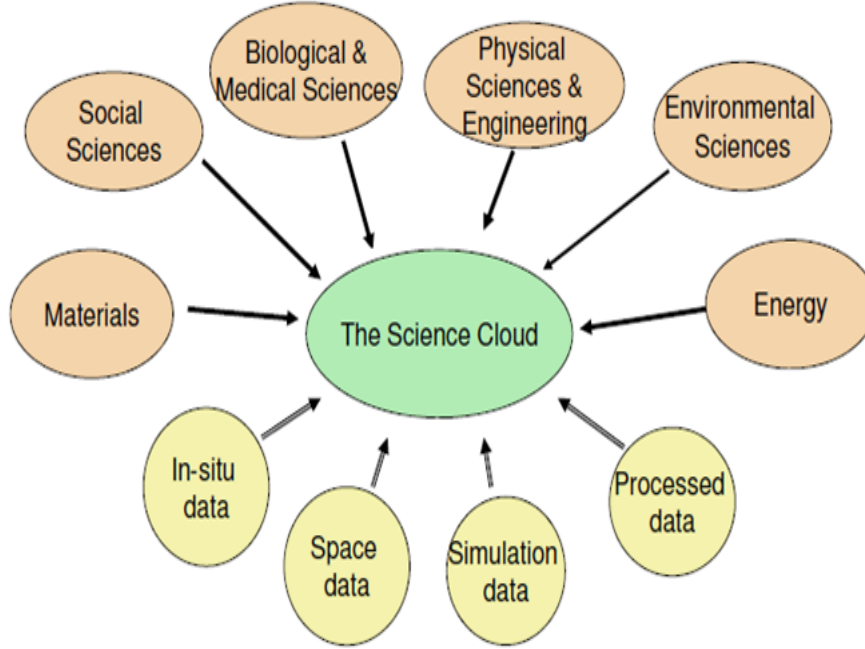 Biological &
Medical Sciences
Physical
Sciences &
Engineering
Social
Sciences
Environmental
Sciences
Materials
The Science Cloud
Energy
In-situ
data
Space
data
Simulation
data
Processed
data